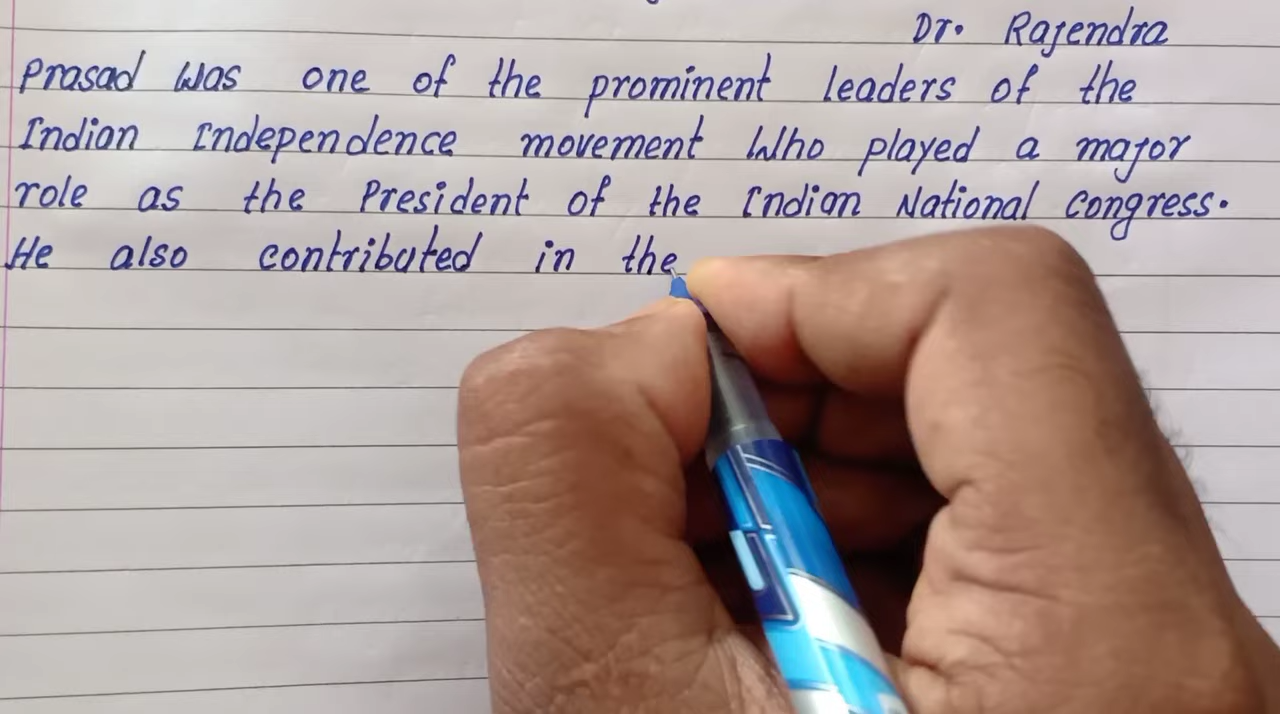 Dr. Rajendra
Prasad was one of the prominent leaders of the
Indian Independence movement who played a major
role as the President of the Indian National Congress.
He also contributed in the